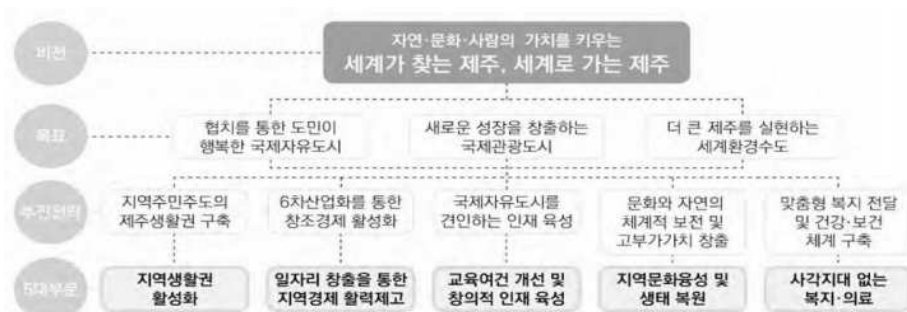 비전
자연·문화·사람의 가치를 키우는
세계가 찾는 제주, 세계로 가는 제주
목표
협치를 통한 도민이
행복한 국제자유도시
새로운 성장을 창출하는
국제관광도시
더 큰 제주를 실현하는
세계환경수도
추진전략
지역주민주도의
제주생활권 구축
6차산업화를 통한
창조경제 활성화
국제자유도시를
견인하는 인재 육성
문화와 자연의
체계적 보전 및
고부가가치 창출
맞춤형 복지 전달
및 건강·보건
체계 구축
5대부문
지역생활권
활성화
일자리 창출을 통한
지역경제 활력제고
교육여건 개선 및
창의적 인재 육성
지역문화융성 및
생태 복원
사각지대 없는
복지·의료